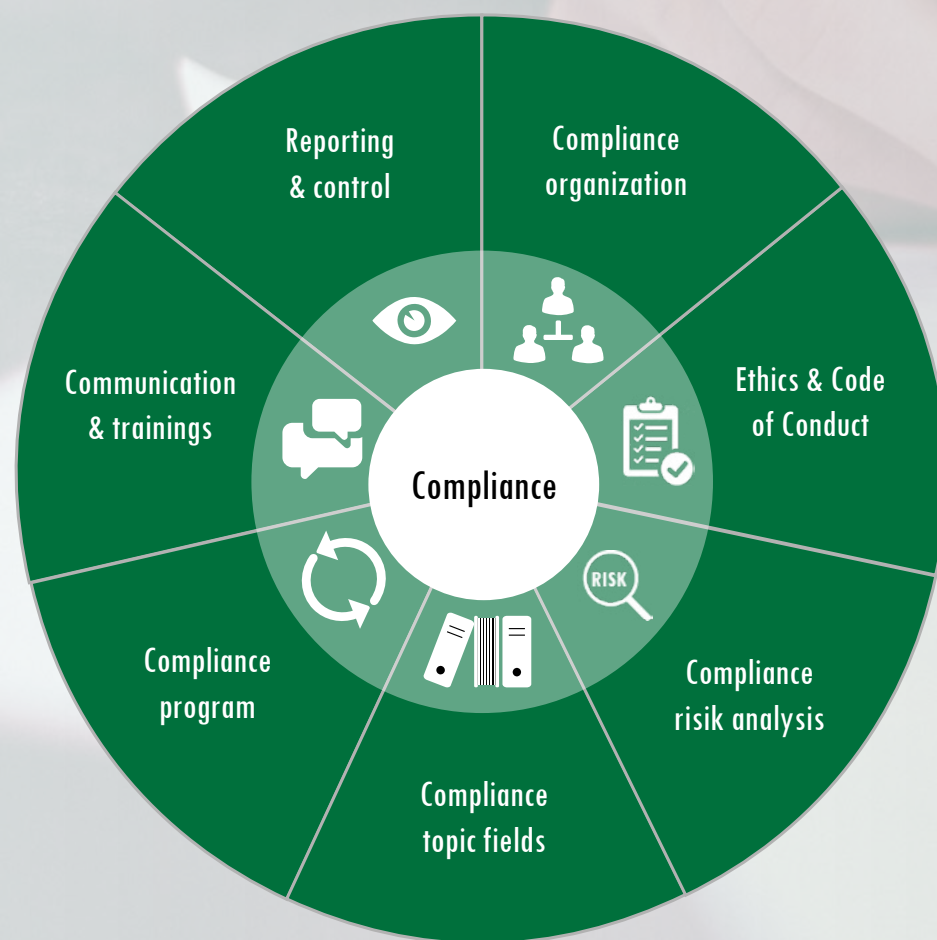 Reporting
& control
Compliance
organization
Communication
& trainings
Ethics & Code
of Conduct
Compliance
RISK
Compliance
program
Compliance
risik analysis
Compliance
topic fields